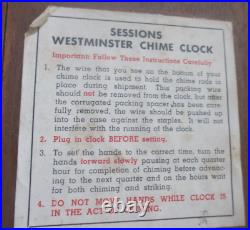 SESSIONS
WESTMINSTER CHIME CLOCK
Important: Follow These Instructions Carefully
1. The wire that you see on the bottom of your
chime clock is used to hold the chime rods in
place during shipment. This packing wire
should not be removed from the clock, but after
the corrugated packing spacer has been care-
fully removed, the wire should be pushed up
into the case against the staples. It will not
interfere with the running of the clock.
2. Plug in clock BEFORE setting.
3. To set the hands to the correct time, turn the
hands forward slowly pausing at each quarter
hour for completion of chiming before advanc-
ing to the next quarter and on the hours wait
for both chiming and striking.
4. DO NOT MOVE HANDS WHILE CLOCK IS
IN THE ACT OF